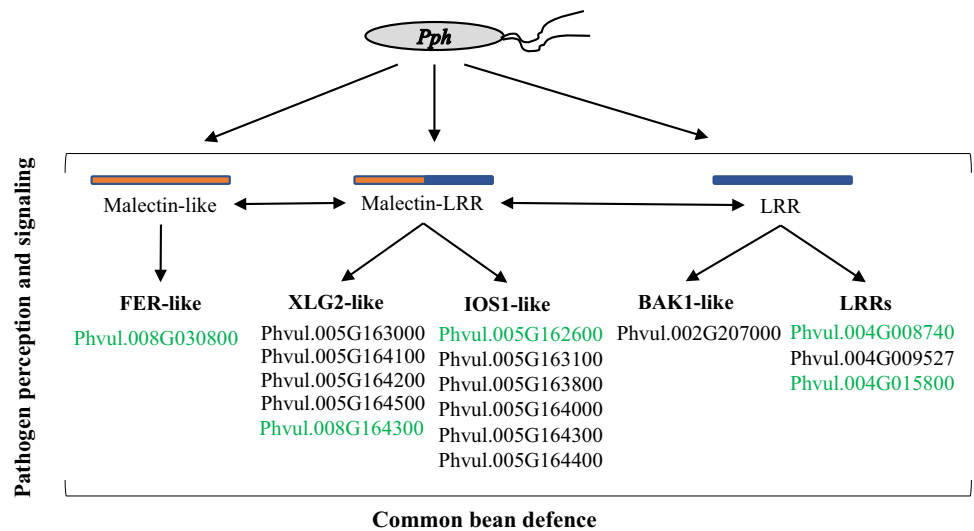 Pph
Pathogen perception and signaling
Malectin-like
Malectin-LRR
LRR
FER-like
Phvul.008G030800
XLG2-like
Phvul.005G163000
Phvul.005G164100
Phvul.005G164200
Phvul.005G164500
Phvul.008G164300
IOS1-like
Phvul.005G162600
Phvul.005G163100
Phvul.005G163800
Phvul.005G164000
Phvul.005G164300
Phvul.005G164400
BAK1-like
Phvul.002G207000
LRRs
Phvul.004G008740
Phvul.004G009527
Phvul.004G015800
Common bean defence